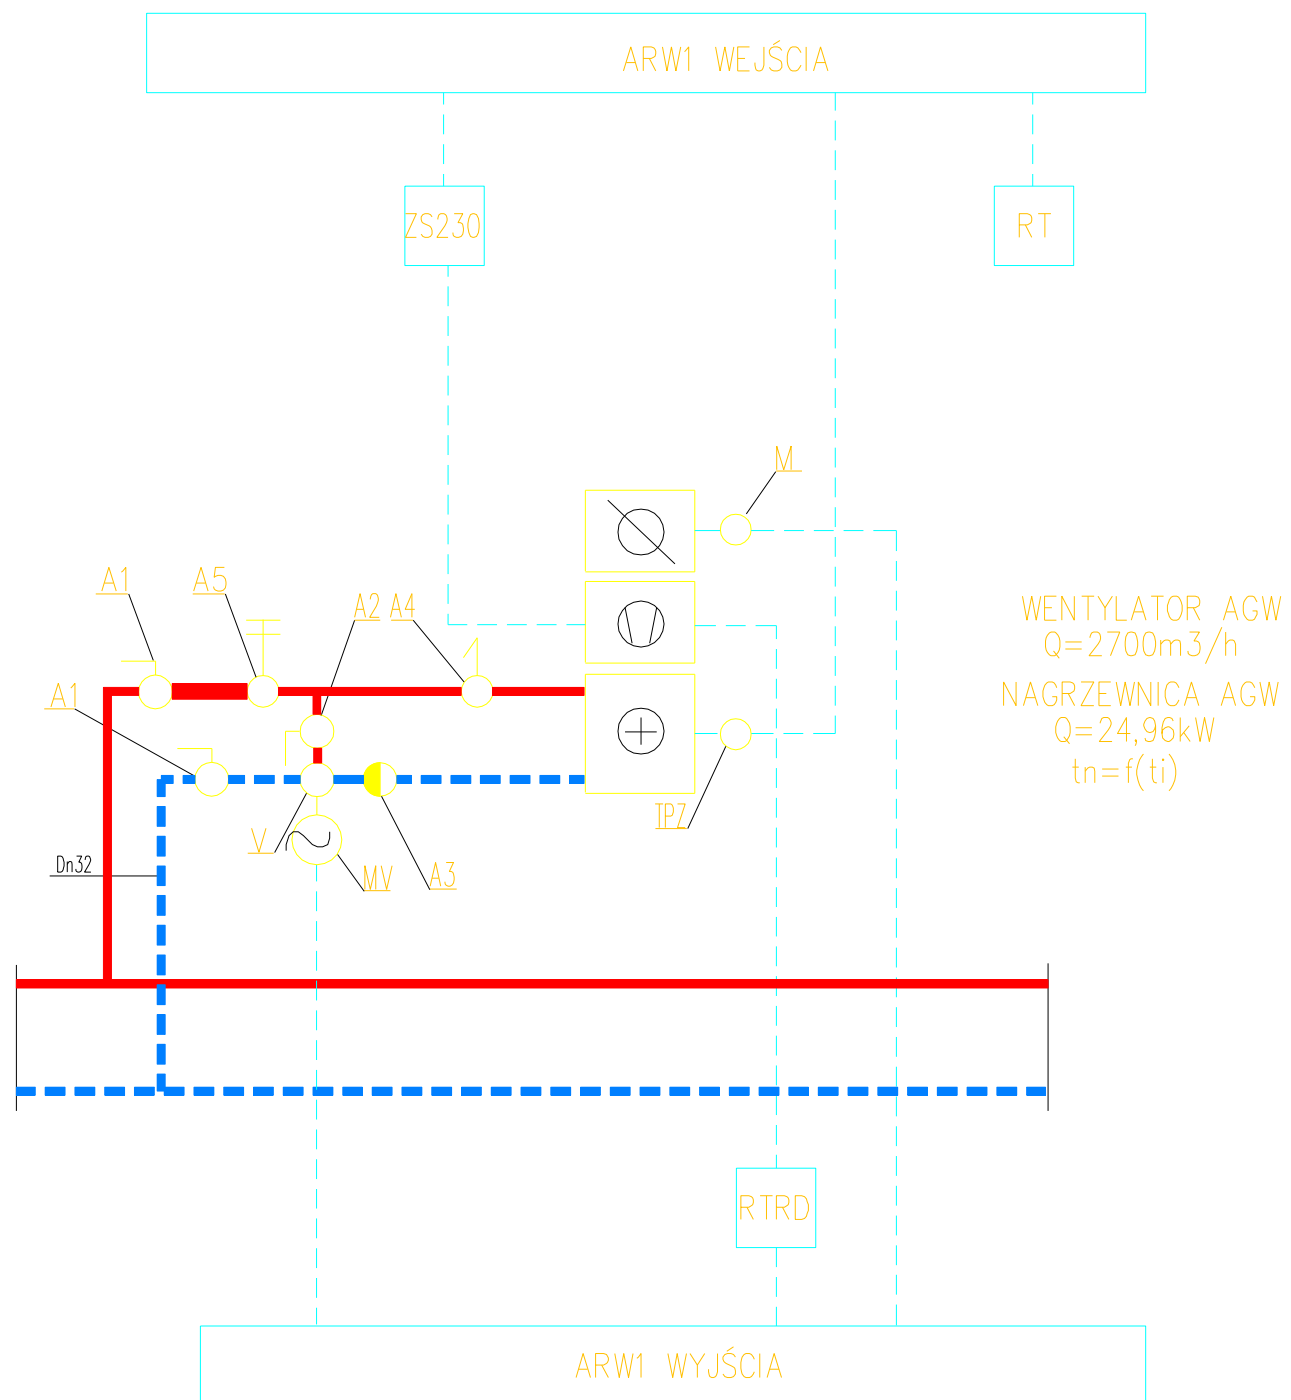 ARW1 WEJŚCIA
ZS230
RT
M
A1
A5
A2
A4
WENTYLATOR AGW
Q=2700m3/h
A1
NAGRZEWNICA AGW
Q=24,96kW
tn=f(ti)
TPZ
V
Dn32
MV
A3
RTRD
ARW1 WYJŚCIA